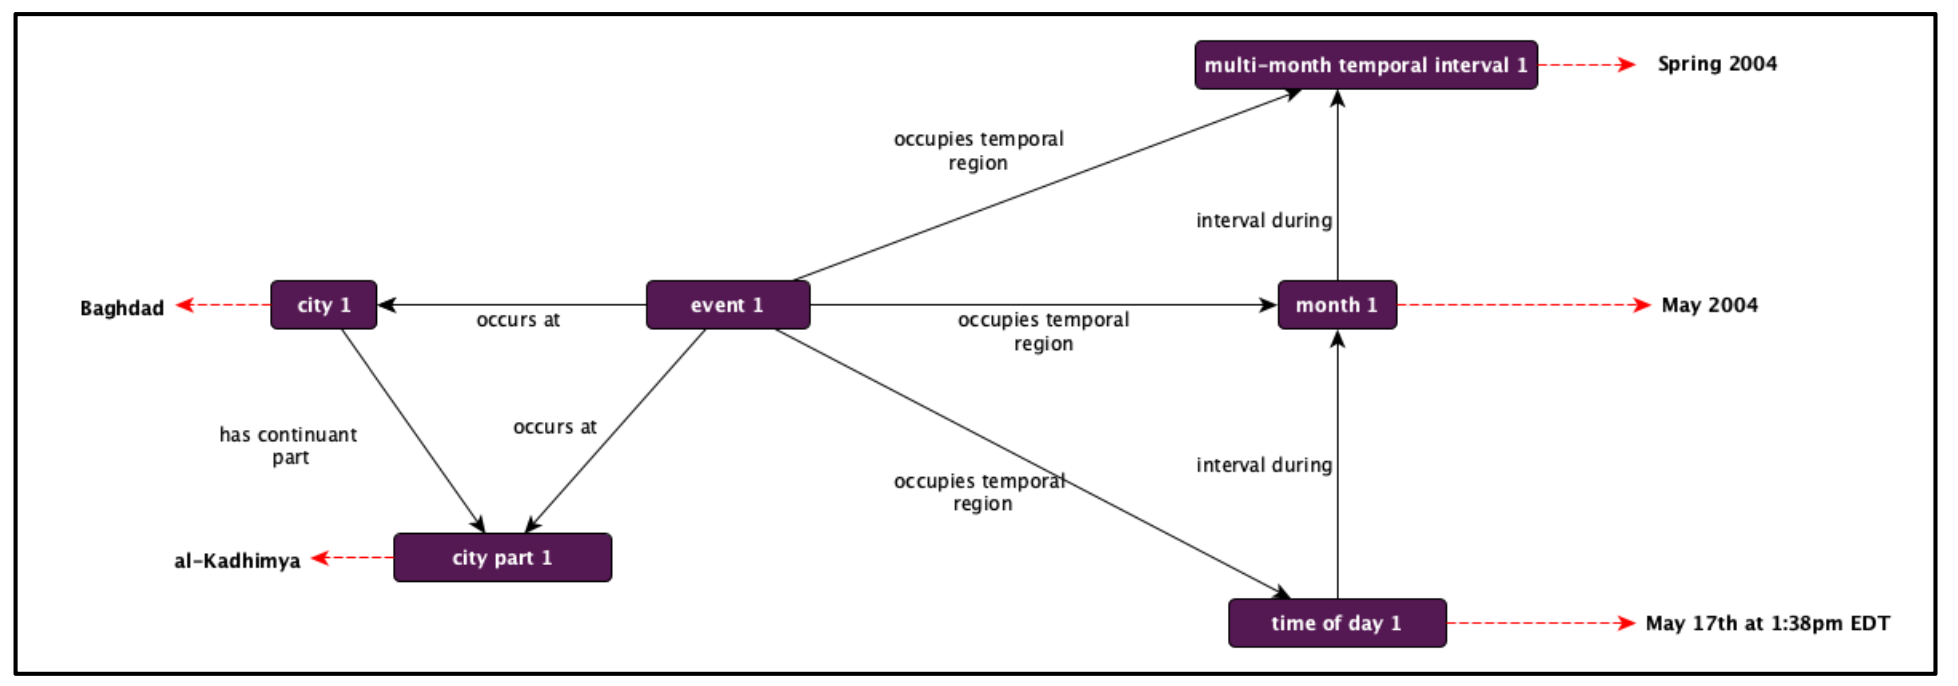 multi-month temporal interval 1
Spring 2004
occupies temporal
region
interval during
Baghdad
city 1
occurs at
event 1
occupies temporal
region
month 1
May 2004
has continuant
part
occurs at
occupies temporal
region
interval during
al-Kadhimya
city part 1
time of day 1
May 17th at 1:38pm EDT